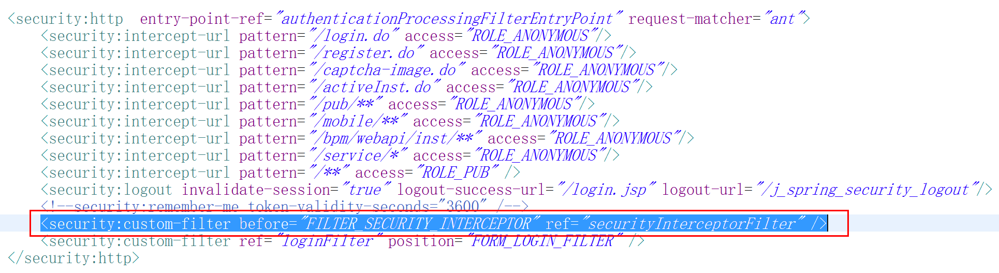 <security:http  entry-point-ref="authenticationProcessingFilterEntryPoint" request-matcher="ant">
    <security:intercept-url pattern="/login.do" access="ROLE_ANONYMOUS"/>
    <security:intercept-url pattern="/register.do" access="ROLE_ANONYMOUS"/>
    <security:intercept-url pattern="/captcha-image.do" access="ROLE_ANONYMOUS"/>
    <security:intercept-url pattern="/activeInst.do" access="ROLE_ANONYMOUS"/>
    <security:intercept-url pattern="/pub/**" access="ROLE_ANONYMOUS"/>
    <security:intercept-url pattern="/mobile/**" access="ROLE_ANONYMOUS"/>
    <security:intercept-url pattern="/bpm/webapi/inst/**" access="ROLE_ANONYMOUS"/>
    <security:intercept-url pattern="/service/*" access="ROLE_ANONYMOUS"/>
    <security:intercept-url pattern="/**" access="ROLE_PUB" />
    <security:logout invalidate-session="true" logout-success-url="/login.jsp" logout-url="/j_spring_security_logout"/>
    <!--security:remember-me token-validity-seconds="3600" /-->
    <security:custom-filter before="FILTER_SECURITY_INTERCEPTOR" ref="securityInterceptorFilter" />
    <security:custom-filter ref="loginFilter" position="FORM_LOGIN_FILTER" />
</security:http>